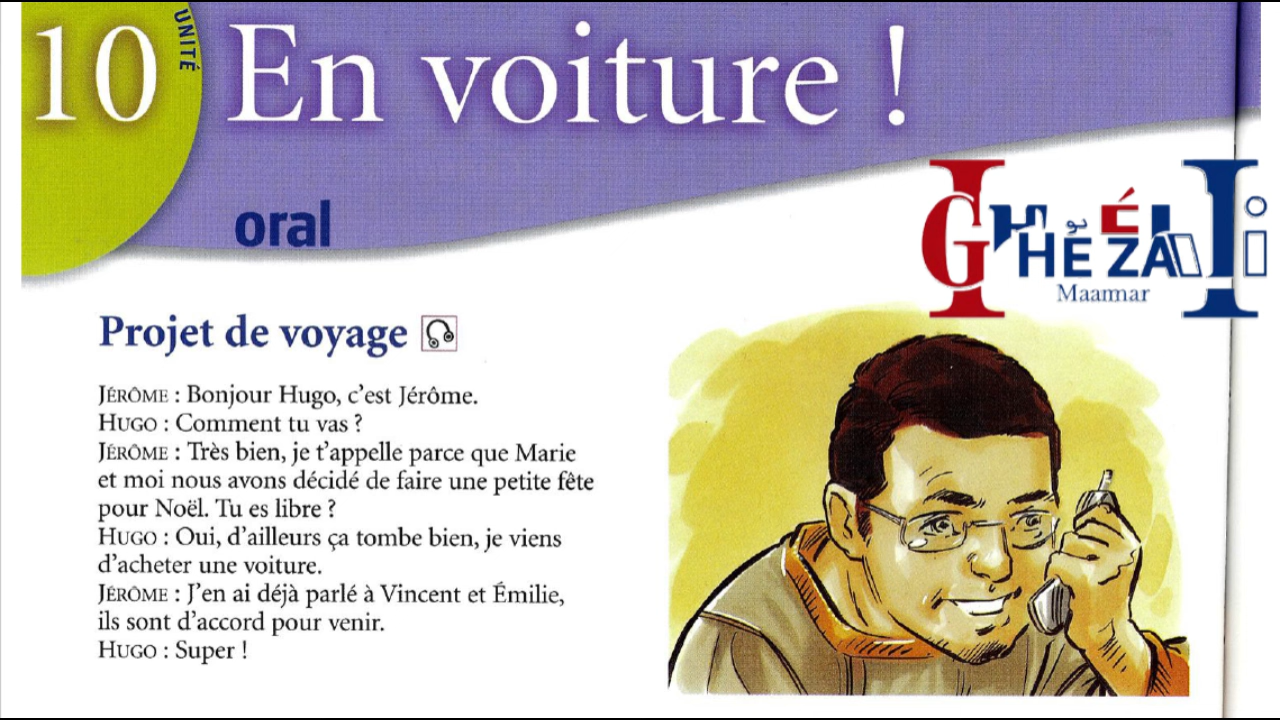 10
UNITÉ
En voiture !
oral
Maamar
Projet de voyage
JÉRÔME : Bonjour Hugo, c'est Jérôme.
HUGO : Comment tu vas ?
JÉRÔME : Très bien, je t'appelle parce que Marie
et moi nous avons décidé de faire une petite fête
pour Noël. Tu es libre ?
HUGO : Oui, d'ailleurs ça tombe bien, je viens
d'acheter une voiture.
JÉRÔME : J'en ai déjà parlé à Vincent et Émilie,
ils sont d'accord pour venir.
HUGO : Super !